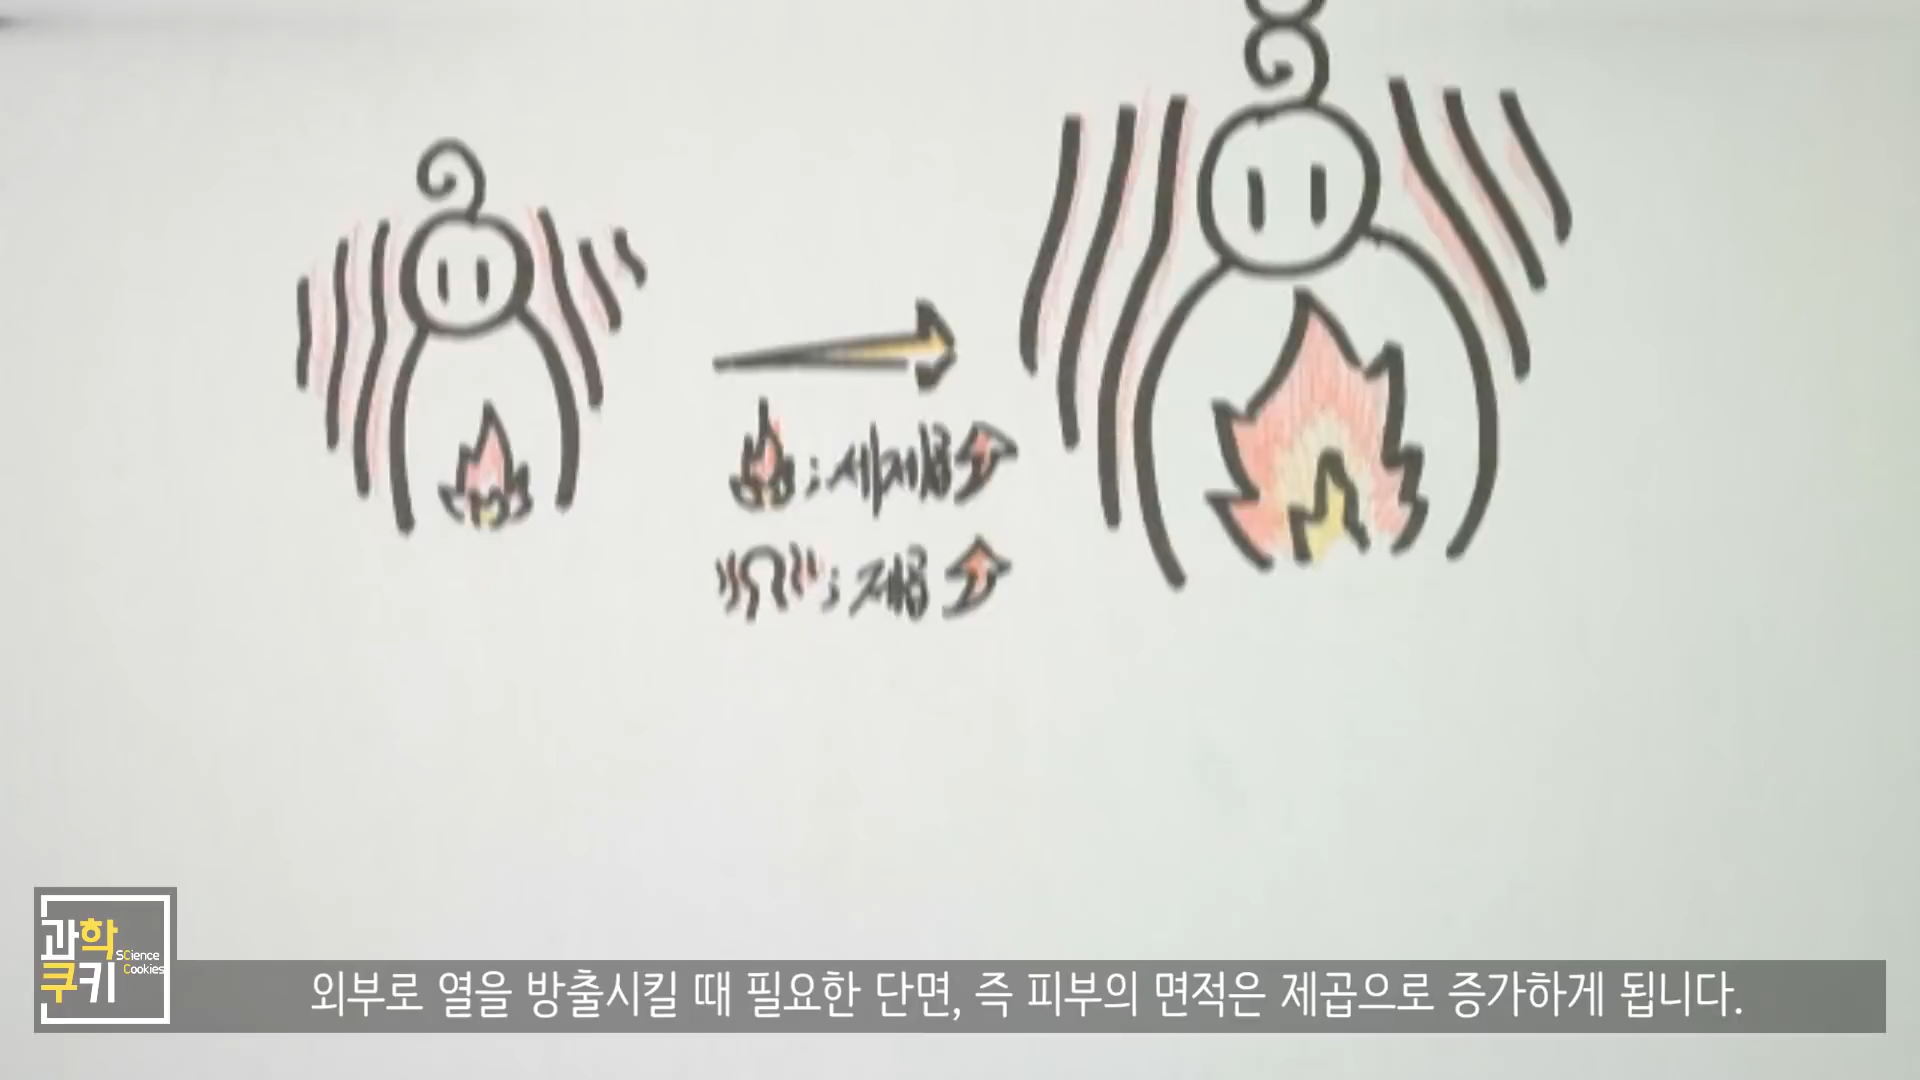 : 세제곱
: 제곱
과학
쿠키
SCience
Cookies
외부로 열을 방출시킬 때 필요한 단면, 즉 피부의 면적은 제곱으로 증가하게 됩니다.